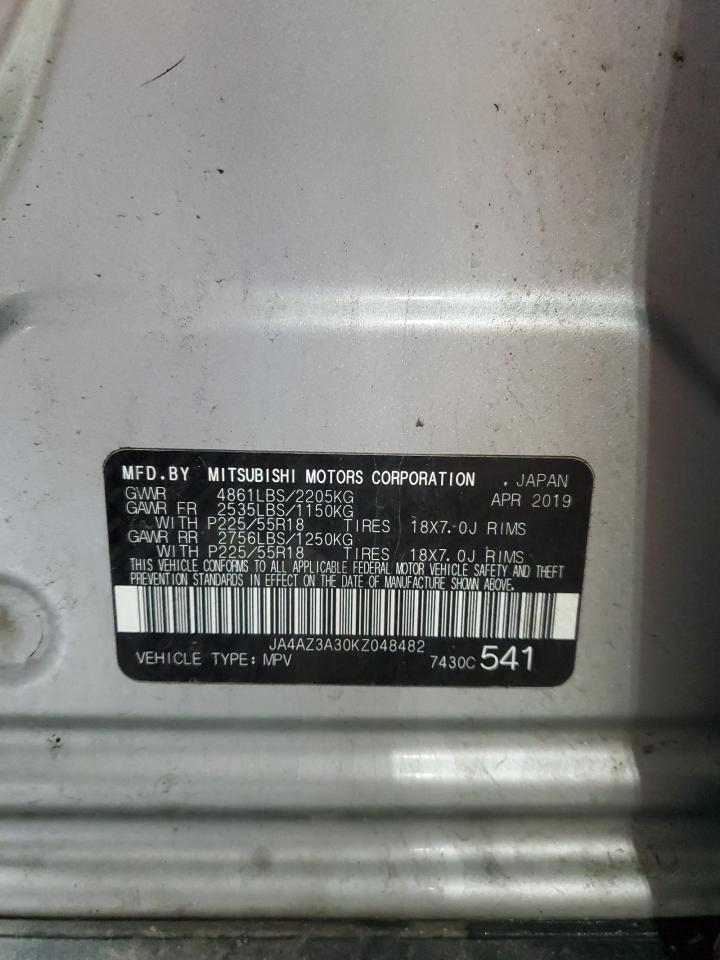 MFD.BY MITSUBISHI MOTORS CORPORATION . JAPAN
GVWR 4861LBS/2205KG APR 2019
GAWR FR 2535LBS/1150KG
WITH P225/55R18 TIRES 18X7.0J RIMS
GAWR RR 2756LBS/1250KG
WITH P225/55R18 TIRES 18X7.0J RIMS
THIS VEHICLE CONFORMS TO ALL APPLICABLE FEDERAL MOTOR VEHICLE SAFETY AND THEFT
PREVENTION STANDARDS IN EFFECT ON THE DATE OF MANUFACTURE SHOWN ABOVE.
JA4AZ3A30KZ048482
VEHICLE TYPE: MPV 7430C 541